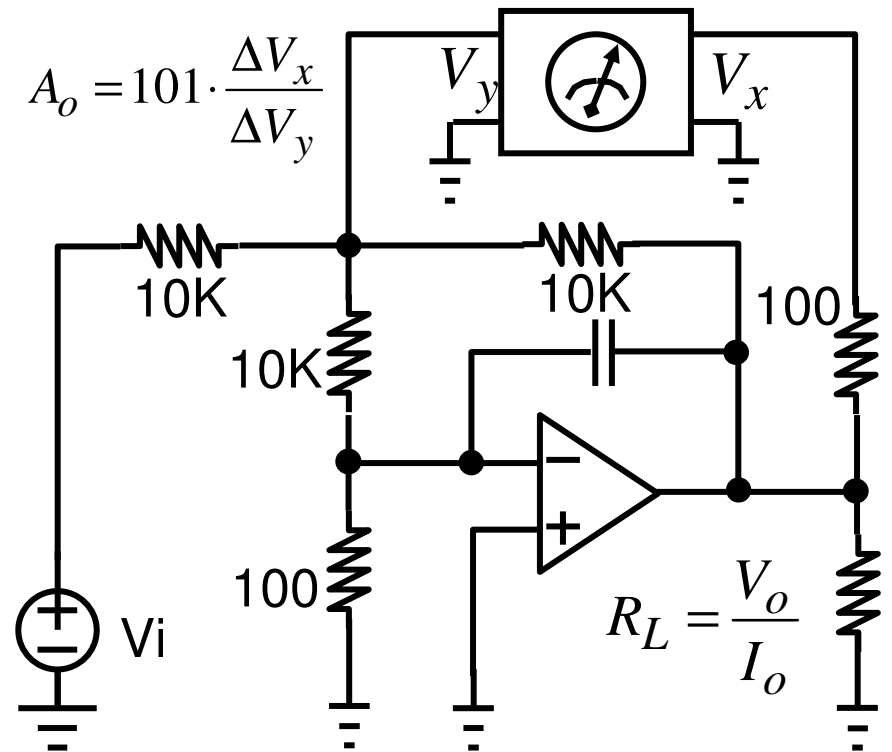 A_o = 101 · ΔV_x / ΔV_y
V_y
V_x
10K
10K
100
10K
100
R_L = V_o / I_o
Vi